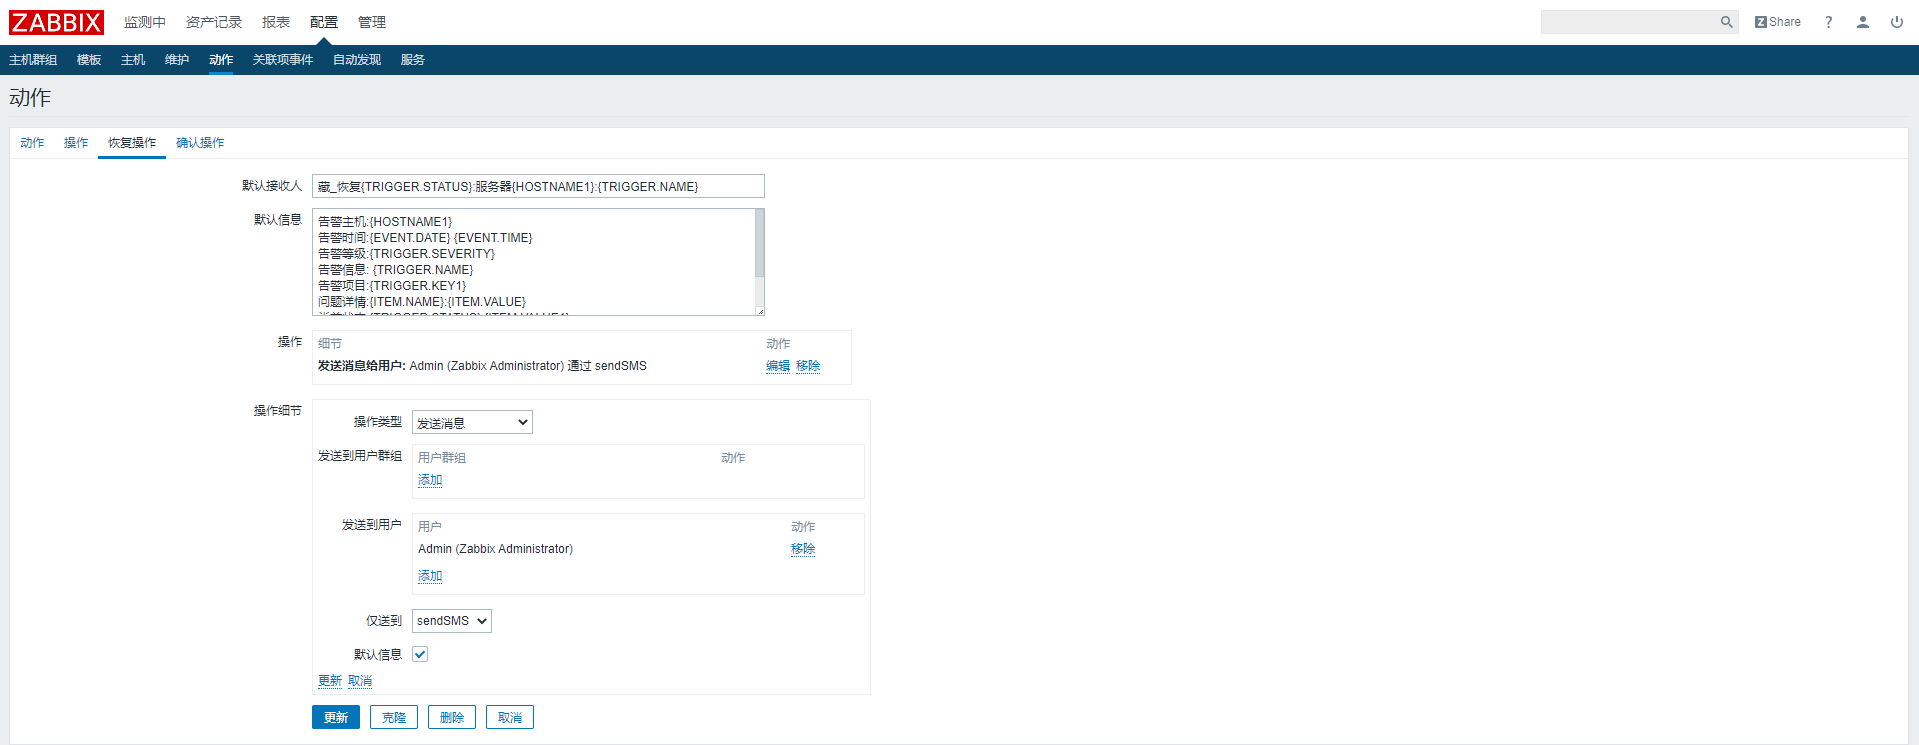 ZABBIX 监测中 资产记录 报表 配置 管理 Z Share ?
主机群组 模板 主机 维护 动作 关联项事件 自动发现 服务
动作
动作 操作 恢复操作 确认操作
默认接收人 藏_恢复{TRIGGER.STATUS}:服务器{HOSTNAME1}:{TRIGGER.NAME}
默认信息 告警主机:{HOSTNAME1}
告警时间:{EVENT.DATE} {EVENT.TIME}
告警等级:{TRIGGER.SEVERITY}
告警信息: {TRIGGER.NAME}
告警项目:{TRIGGER.KEY1}
问题详情:{ITEM.NAME}:{ITEM.VALUE}
:{TRIGGER.STATUS}:{ITEM.VALUE1}
操作 细节 动作
发送消息给用户: Admin (Zabbix Administrator) 通过 sendSMS 编辑 移除
操作细节
操作类型 发送消息
发送到用户群组 用户群组 动作
添加
发送到用户 用户 动作
Admin (Zabbix Administrator) 移除
添加
仅送到 sendSMS
默认信息
更新 取消
更新 克隆 删除 取消